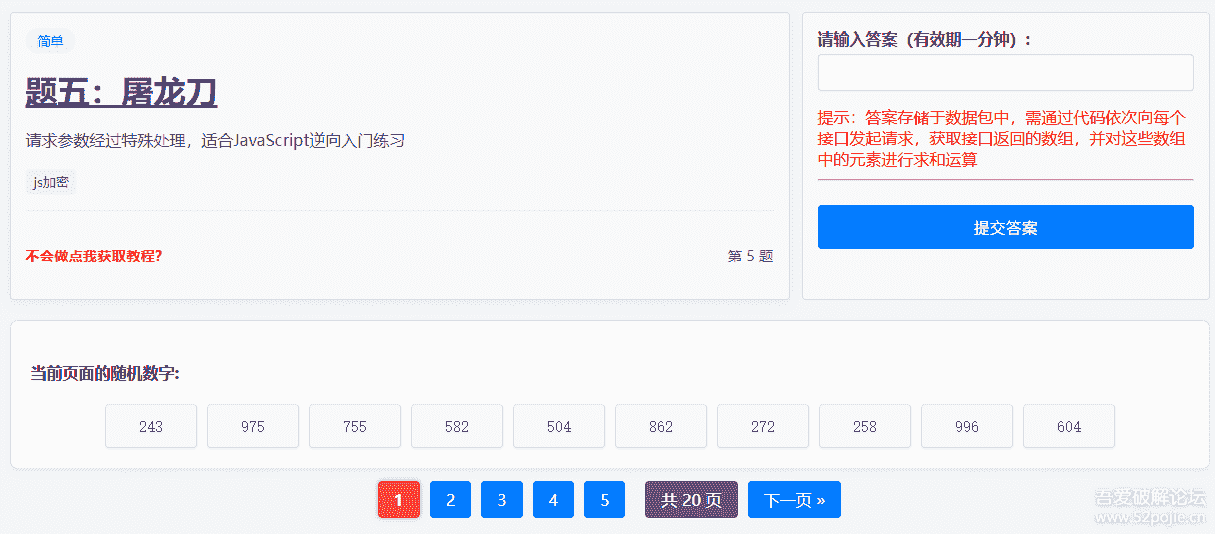 简单
题五：屠龙刀
请求参数经过特殊处理，适合JavaScript逆向入门练习
js加密
不会做点我获取教程?
第 5 题
请输入答案（有效期一分钟）:
提示：答案存储于数据包中，需通过代码依次向每个
接口发起请求，获取接口返回的数组，并对这些数组
中的元素进行求和运算
提交答案
当前页面的随机数字:
243 975 755 582 504 862 272 258 996 604
1 2 3 4 5 共 20 页 下一页 »
吾爱破解论坛
www.52pojie.cn